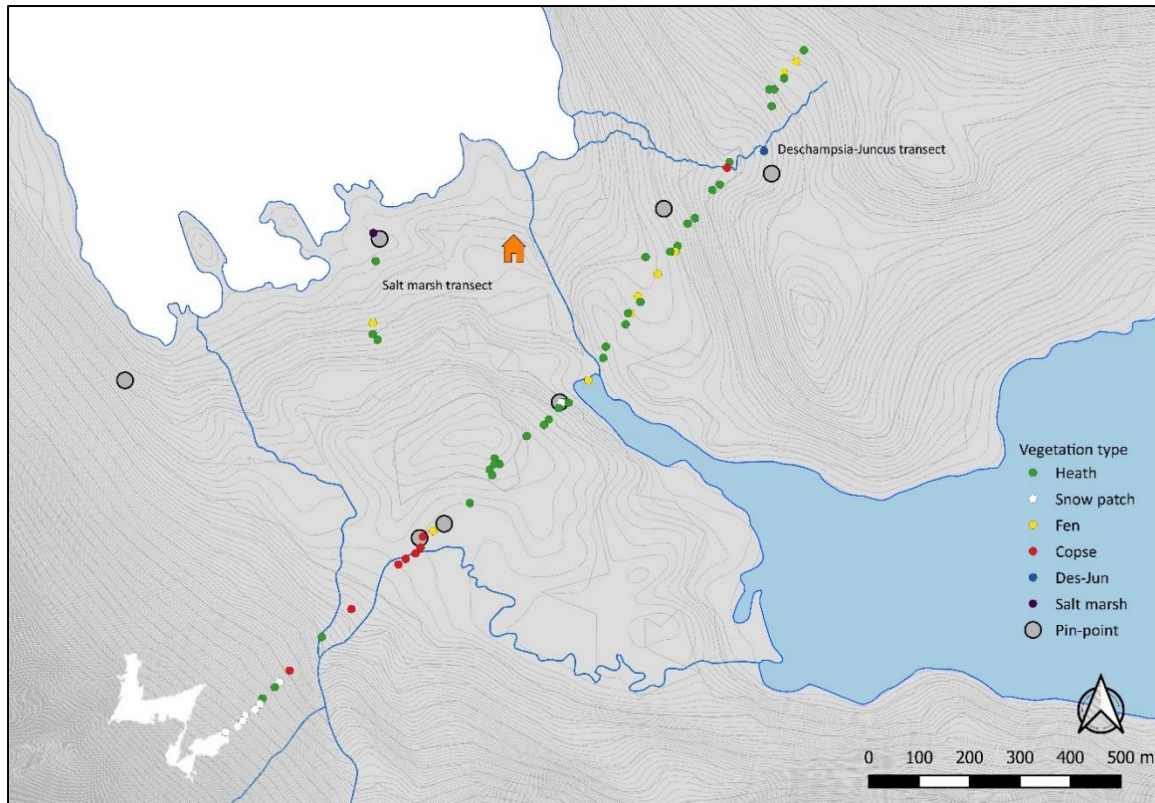 Deschampsia-Juncus transect
Salt marsh transect
Vegetation type
Heath
Snow patch
Fen
Copse
Des-Jun
Salt marsh
Pin-point
0 100 200 300 400 500 m